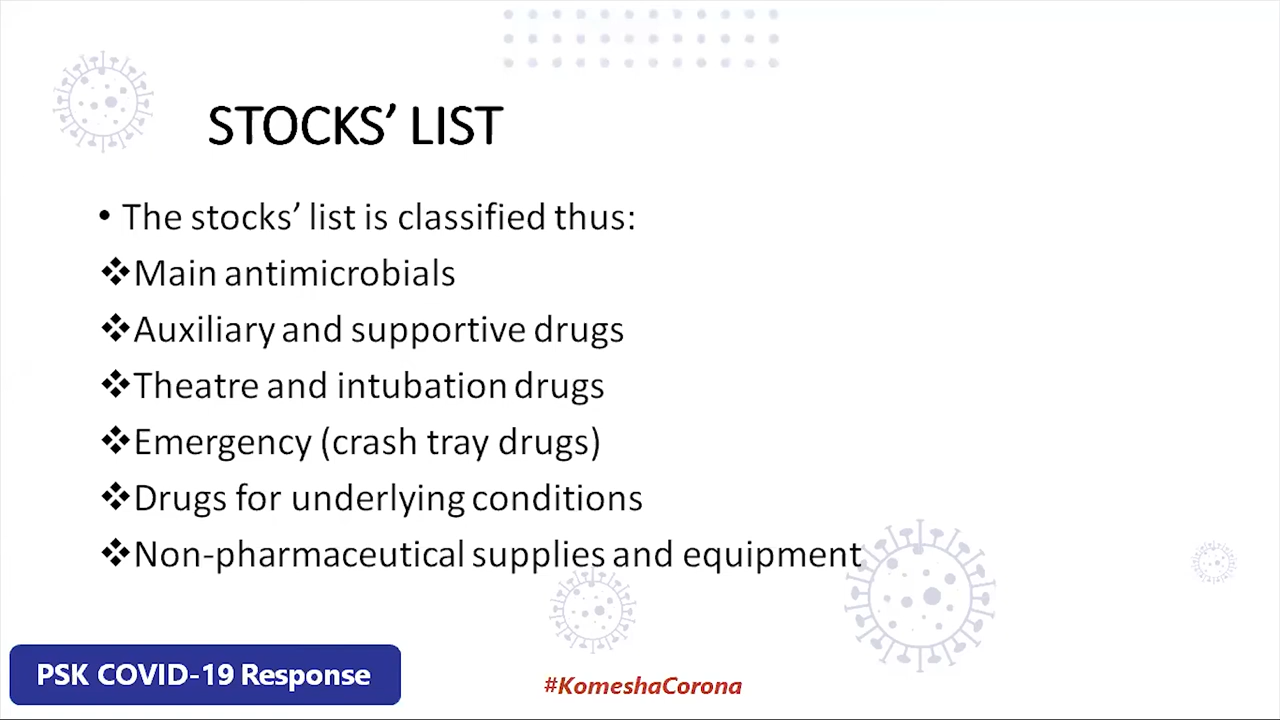 STOCKS’ LIST
• The stocks’ list is classified thus:
❖Main antimicrobials
❖Auxiliary and supportive drugs
❖Theatre and intubation drugs
❖Emergency (crash tray drugs)
❖Drugs for underlying conditions
❖Non-pharmaceutical supplies and equipment
PSK COVID-19 Response
#KomeshaCorona